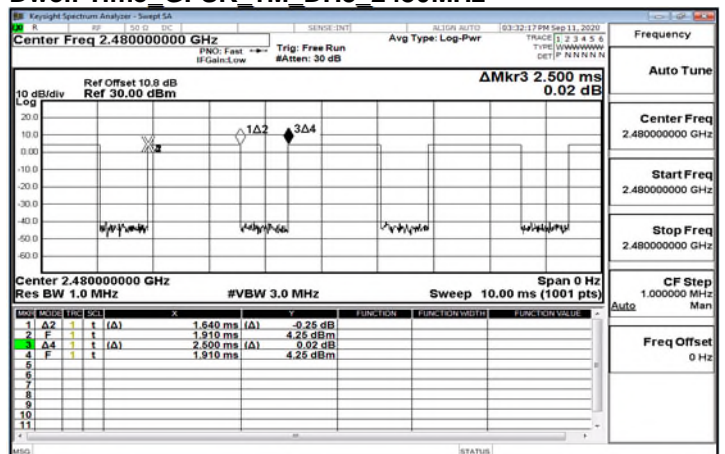 Keysight Spectrum Analyzer - Swept SA
R RF 50 Ω DC SENSE:INT ALIGN AUTO 03:32:17 PM Sep 11, 2020
Center Freq 2.480000000 GHz
PNO: Fast
IFGain:Low
Trig: Free Run
#Atten: 30 dB
Avg Type: Log-Pwr
TRACE 1 2 3 4 5 6
TYPE WWWWWW
DET P N N N N N
Frequency
Auto Tune
Center Freq
2.480000000 GHz
Start Freq
2.480000000 GHz
Stop Freq
2.480000000 GHz
CF Step
1.000000 MHz
Auto Man
Freq Offset
0 Hz
ΔMkr3 2.500 ms
0.02 dB
Ref Offset 10.8 dB
10 dB/div Ref 30.00 dBm
Log
20.0
10.0
0.00
-10.0
-20.0
-30.0
-40.0
-50.0
-60.0
1Δ2
3Δ4
Center 2.480000000 GHz Span 0 Hz
Res BW 1.0 MHz #VBW 3.0 MHz Sweep 10.00 ms (1001 pts)
MKR MODE TRC SCL X Y FUNCTION FUNCTION WIDTH FUNCTION VALUE
1 Δ2 1 t (Δ) 1.640 ms (Δ) -0.25 dB
2 F 1 t 1.910 ms 4.25 dBm
3 Δ4 1 t (Δ) 2.500 ms (Δ) 0.02 dB
4 F 1 t 1.910 ms 4.25 dBm
5
6
7
8
9
10
11
MSG STATUS